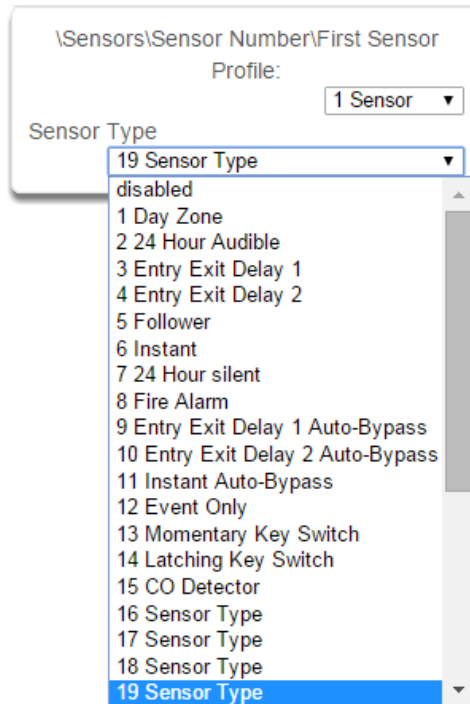 \Sensors\Sensor Number\First Sensor
Profile:
1 Sensor
Sensor Type
19 Sensor Type
disabled
1 Day Zone
2 24 Hour Audible
3 Entry Exit Delay 1
4 Entry Exit Delay 2
5 Follower
6 Instant
7 24 Hour silent
8 Fire Alarm
9 Entry Exit Delay 1 Auto-Bypass
10 Entry Exit Delay 2 Auto-Bypass
11 Instant Auto-Bypass
12 Event Only
13 Momentary Key Switch
14 Latching Key Switch
15 CO Detector
16 Sensor Type
17 Sensor Type
18 Sensor Type
19 Sensor Type